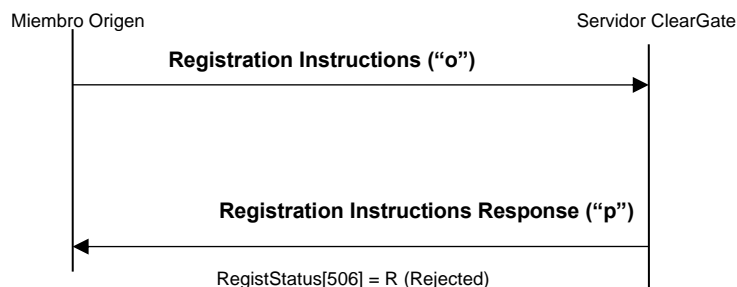 Miembro Origen
Servidor ClearGate
Registration Instructions (“o”)
Registration Instructions Response (“p”)
RegistStatus[506] = R (Rejected)